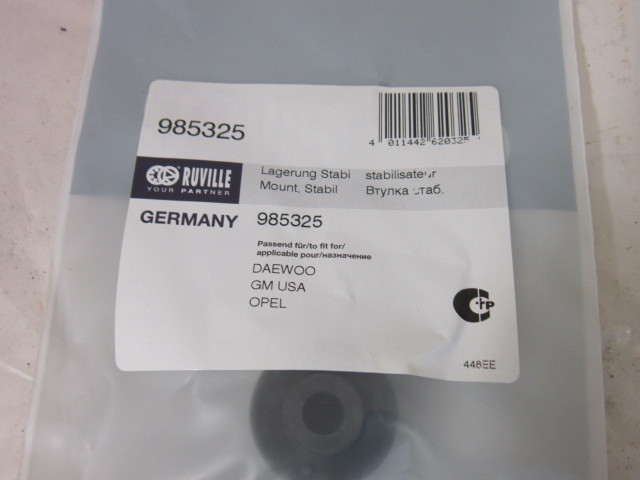 985325
4 011442 620325
RUVILLE
YOUR PARTNER
Lagerung Stabi stabilisateur
Mount, Stabil Втулка стаб.
GERMANY 985325
Passend für/to fit for/
applicable pour/назначение
DAEWOO
GM USA
OPEL
CTP
448EE